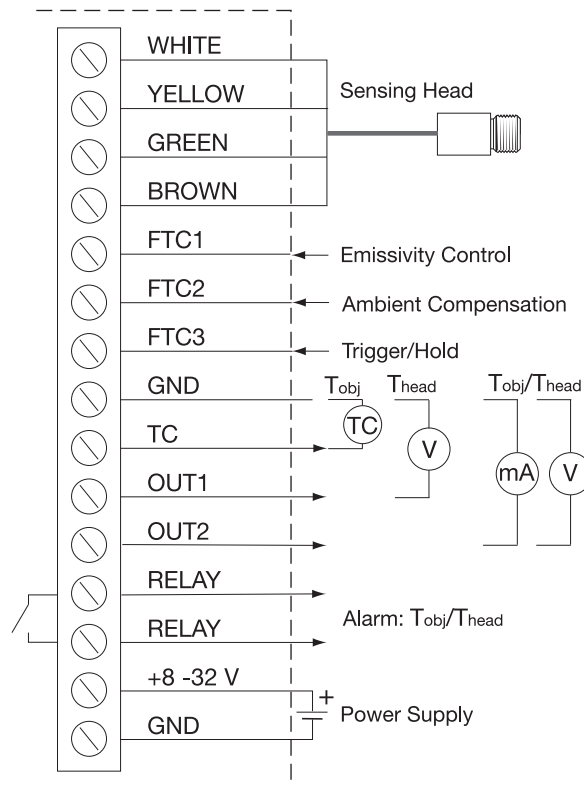 WHITE
YELLOW
Sensing Head
GREEN
BROWN
FTC1
Emissivity Control
FTC2
Ambient Compensation
FTC3
Trigger/Hold
GND
Tobj Thead Tobj/Thead
TC
TC
V
mA
V
OUT1
OUT2
RELAY
RELAY
Alarm: Tobj/Thead
+8 -32 V
+
Power Supply
GND